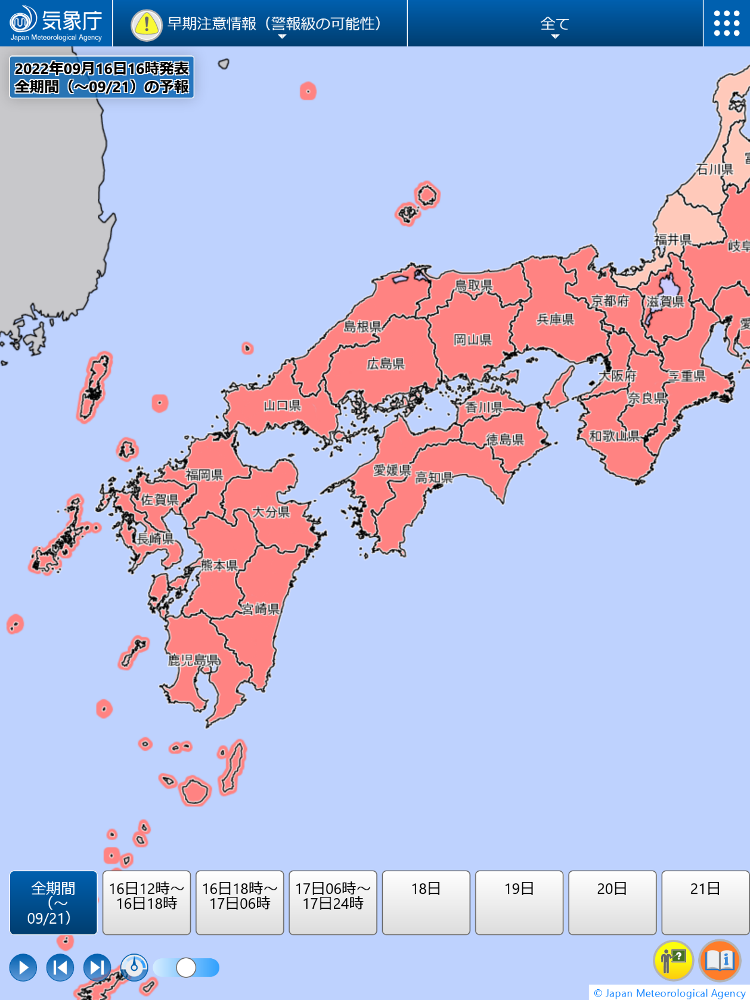 気象庁
Japan Meteorological Agency
早期注意情報（警報級の可能性）
全て
2022年09月16日16時発表
全期間（～09/21）の予報
石川県
福井県
岐阜
鳥取県
京都府
滋賀県
兵庫県
島根県
岡山県
愛
広島県
大阪府
三重県
奈良県
山口県
香川県
和歌山県
徳島県
愛媛県
高知県
福岡県
佐賀県
大分県
長崎県
熊本県
宮崎県
鹿児島県
全期間
（～
09/21）
16日12時～
16日18時
16日18時～
17日06時
17日06時～
17日24時
18日
19日
20日
21日
© Japan Meteorological Agency